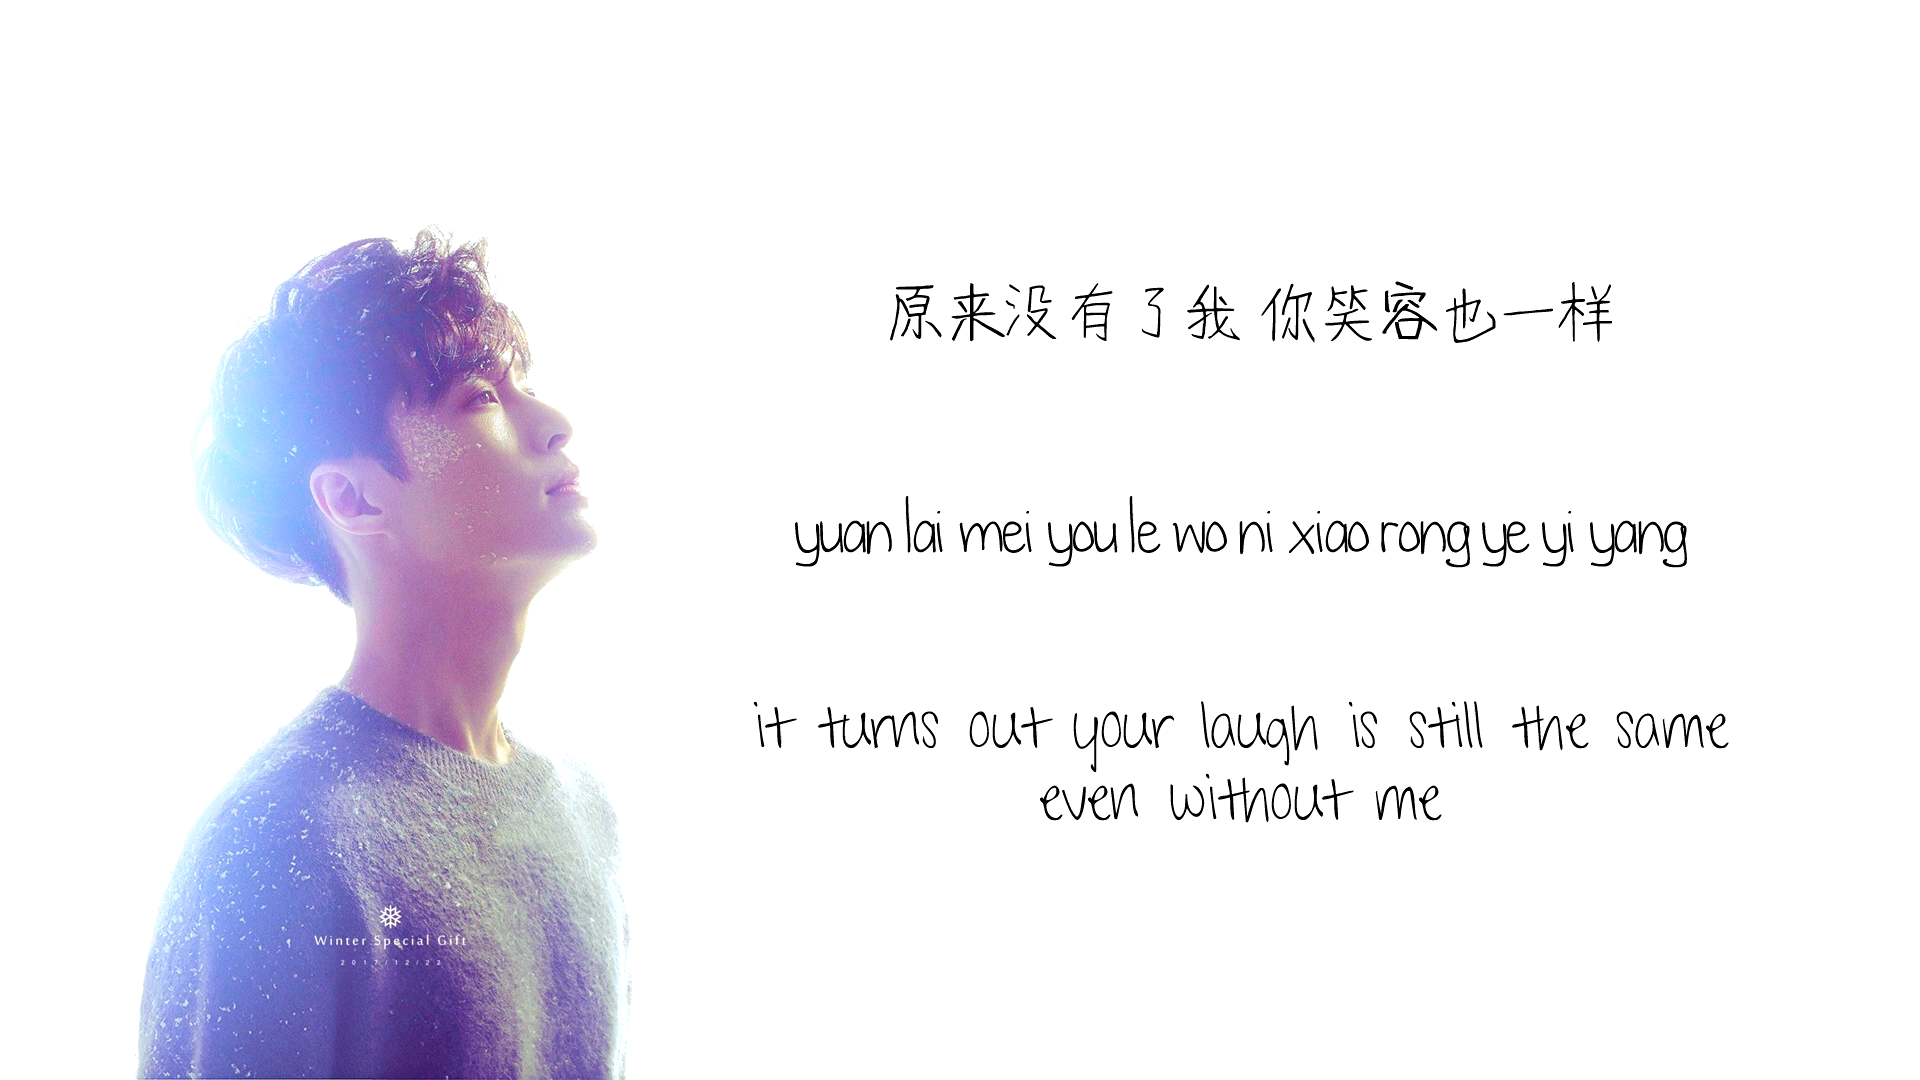 原来没有了我 你笑容也一样
yuan lai mei you le wo ni xiao rong ye yi yang
it turns out your laugh is still the same
even without me
Winter Special Gift
2017/12/22